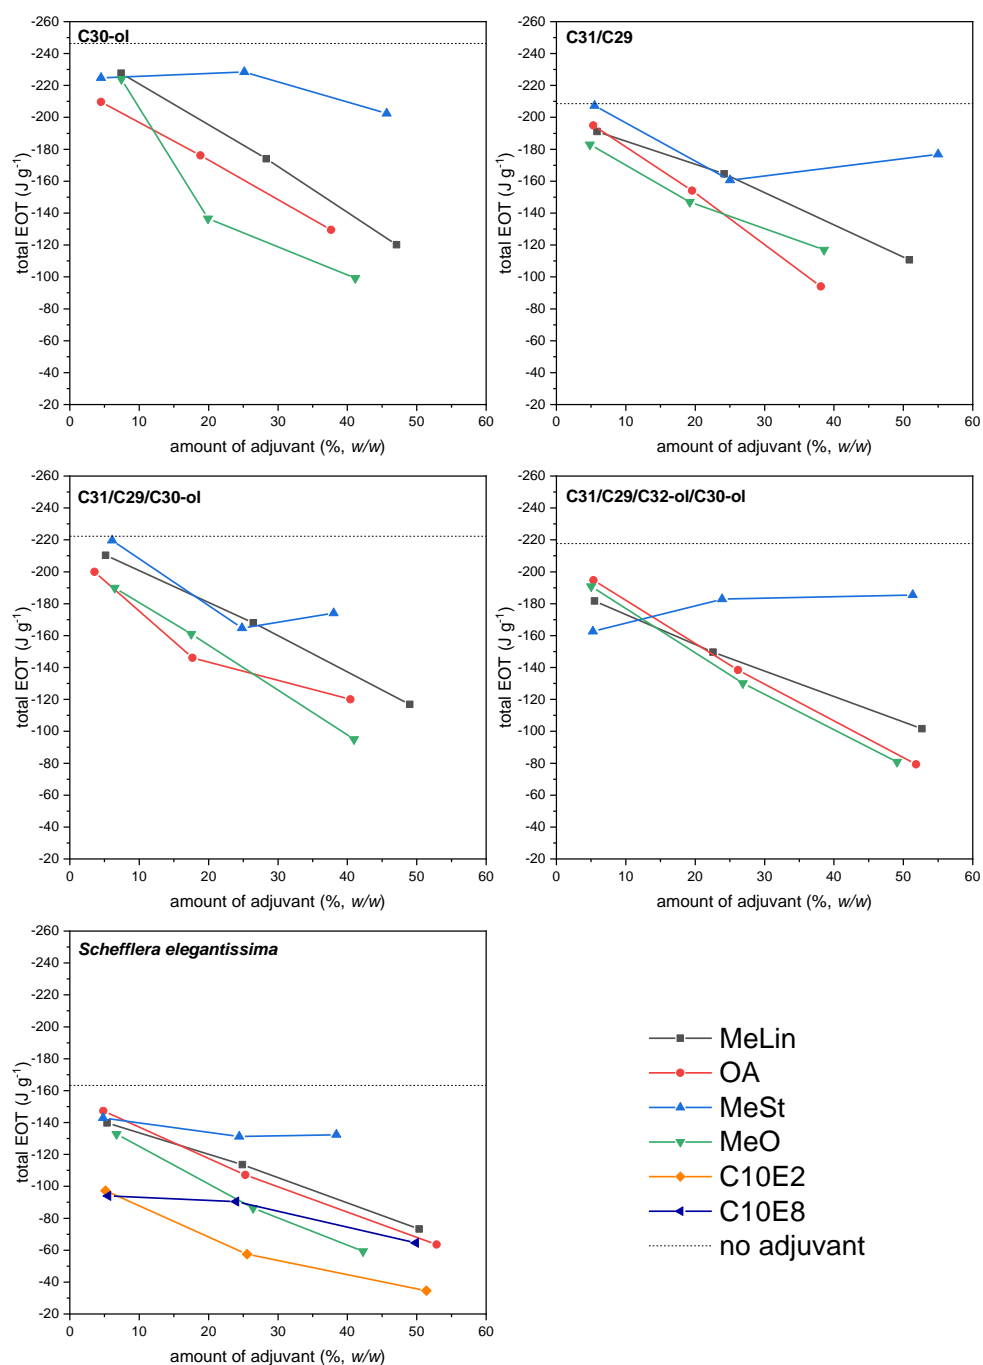 C30-ol
-260
-240
-220
-200
-180
-160
-140
-120
-100
-80
-60
-40
-20
0 10 20 30 40 50 60
total EOT (J g-1)
amount of adjuvant (%, w/w)
C31/C29
-260
-240
-220
-200
-180
-160
-140
-120
-100
-80
-60
-40
-20
0 10 20 30 40 50 60
total EOT (J g-1)
amount of adjuvant (%, w/w)
C31/C29/C30-ol
-260
-240
-220
-200
-180
-160
-140
-120
-100
-80
-60
-40
-20
0 10 20 30 40 50 60
total EOT (J g-1)
amount of adjuvant (%, w/w)
C31/C29/C32-ol/C30-ol
-260
-240
-220
-200
-180
-160
-140
-120
-100
-80
-60
-40
-20
0 10 20 30 40 50 60
total EOT (J g-1)
amount of adjuvant (%, w/w)
Schefflera elegantissima
-260
-240
-220
-200
-180
-160
-140
-120
-100
-80
-60
-40
-20
0 10 20 30 40 50 60
total EOT (J g-1)
amount of adjuvant (%, w/w)
MeLin
OA
MeSt
MeO
C10E2
C10E8
no adjuvant